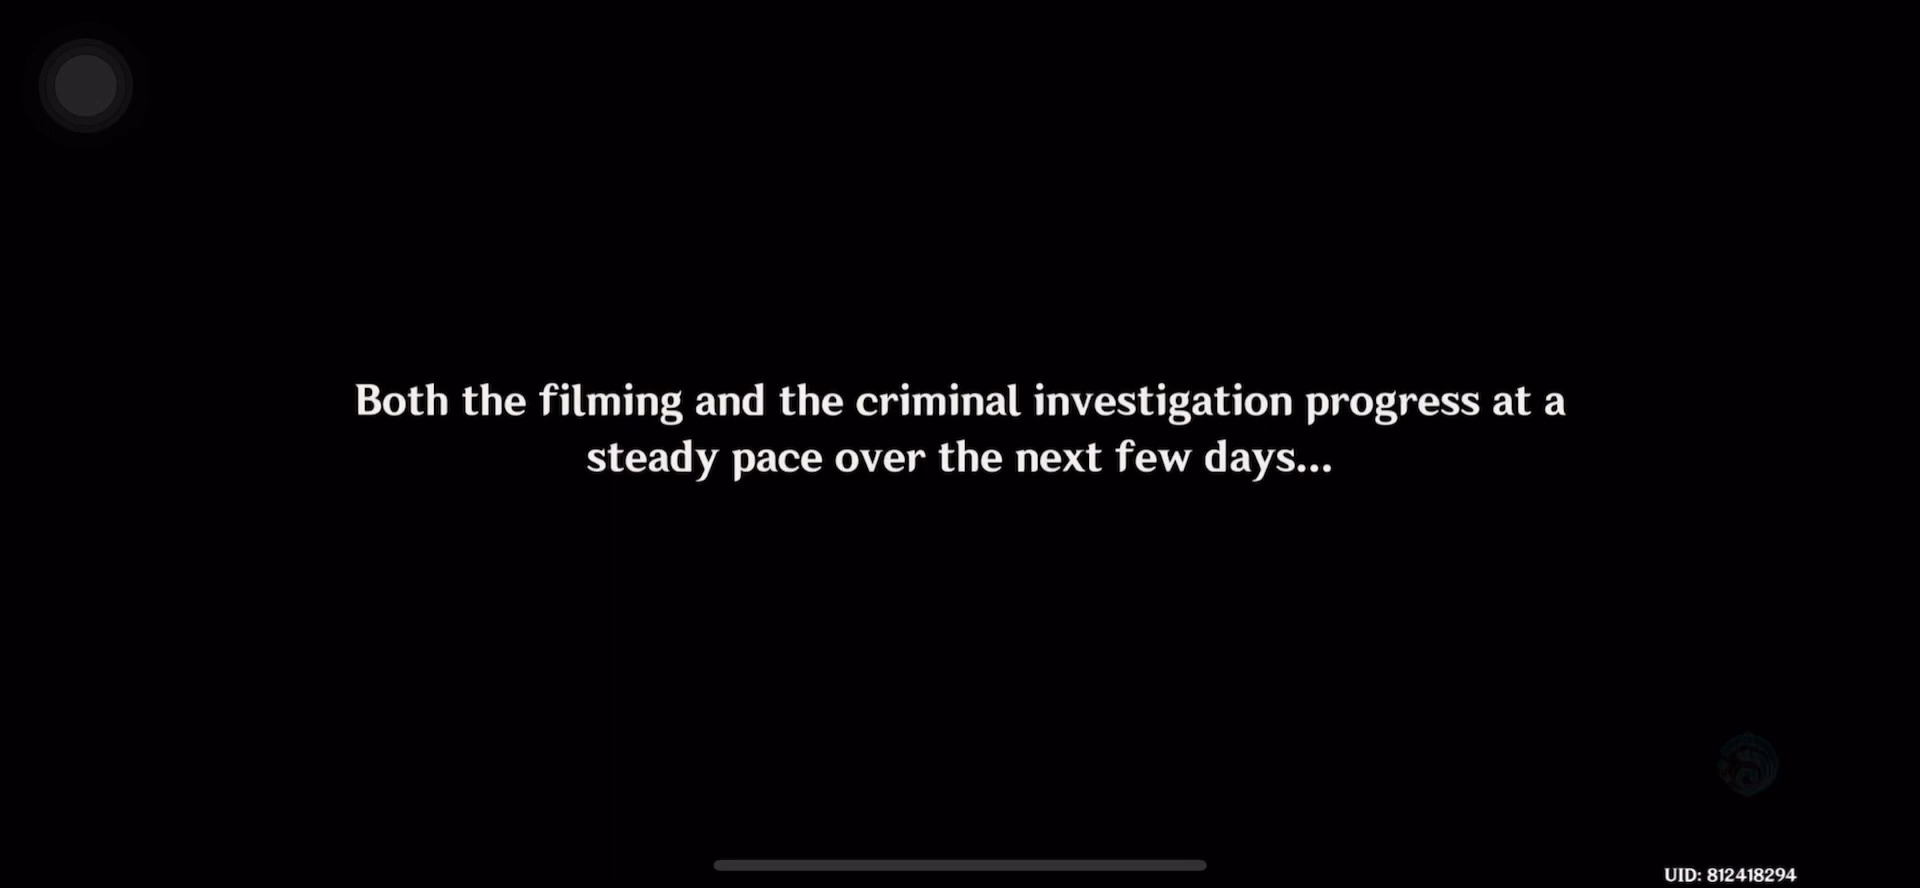 Both the filming and the criminal investigation progress at a
steady pace over the next few days...
UID: 812418294